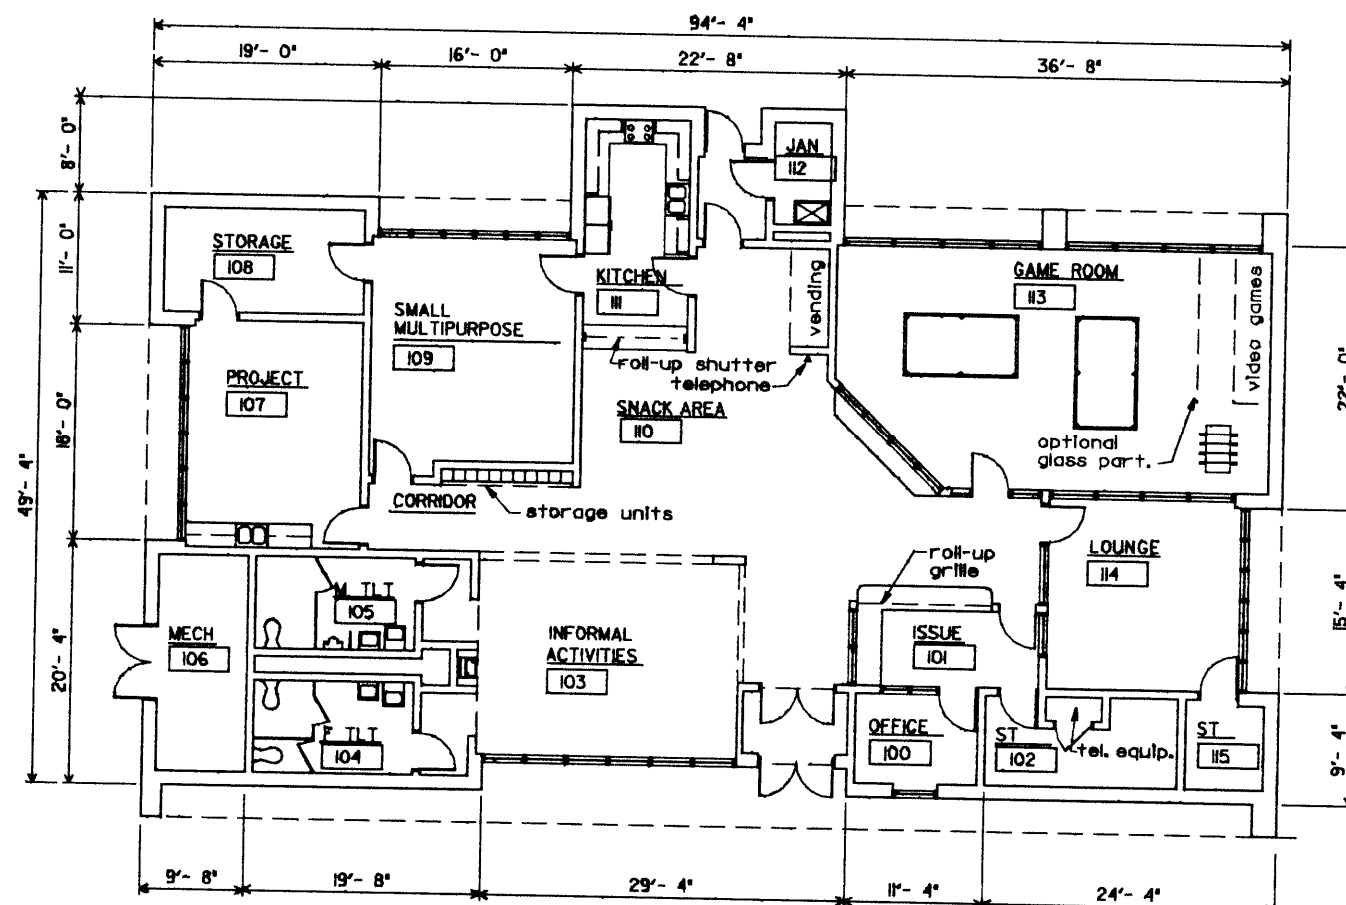 94'- 4"
19'- 0"
16'- 0"
22'- 8"
36'- 8"
8'- 0"
11'- 0"
18'- 0"
49'- 4"
20'- 4"
JAN
112
STORAGE
108
KITCHEN
111
vending
GAME ROOM
113
video games
SMALL
MULTIPURPOSE
109
roll-up shutter
telephone
PROJECT
107
SNACK AREA
110
optional
glass part.
22'- 0"
CORRIDOR
storage units
roll-up
grille
LOUNGE
114
15'- 4"
M TLT
105
MECH
106
INFORMAL
ACTIVITIES
103
ISSUE
101
F TLT
104
OFFICE
100
ST
102
tel. equip.
ST
115
9'- 4"
9'- 8"
19'- 8"
29'- 4"
11'- 4"
24'- 4"